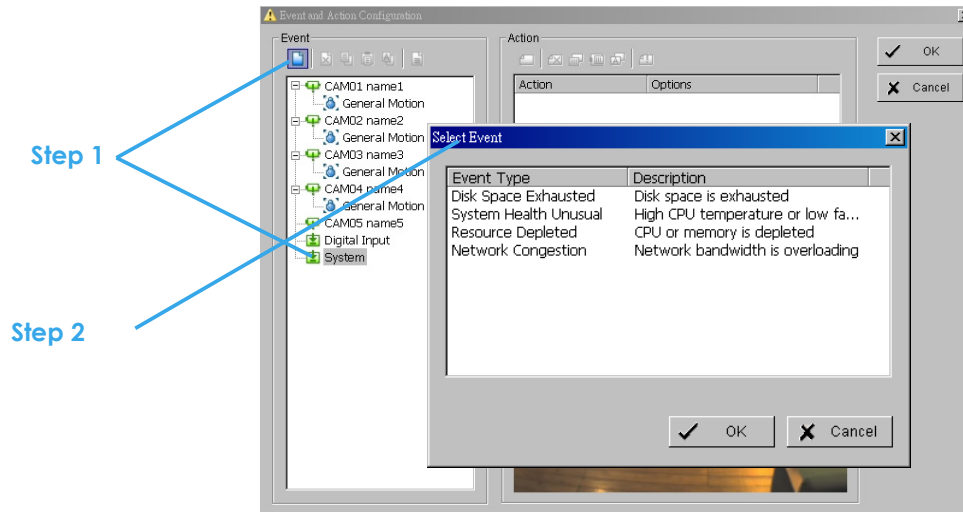 Event and Action Configuration
Event
Action
OK
Cancel
Action Options
CAM01 name1
General Motion
CAM02 name2
General Motion
CAM03 name3
General Motion
CAM04 name4
General Motion
CAM05 name5
Digital Input
System
Step 1
Step 2
Select Event
Event Type Description
Disk Space Exhausted Disk space is exhausted
System Health Unusual High CPU temperature or low fa...
Resource Depleted CPU or memory is depleted
Network Congestion Network bandwidth is overloading
OK
Cancel